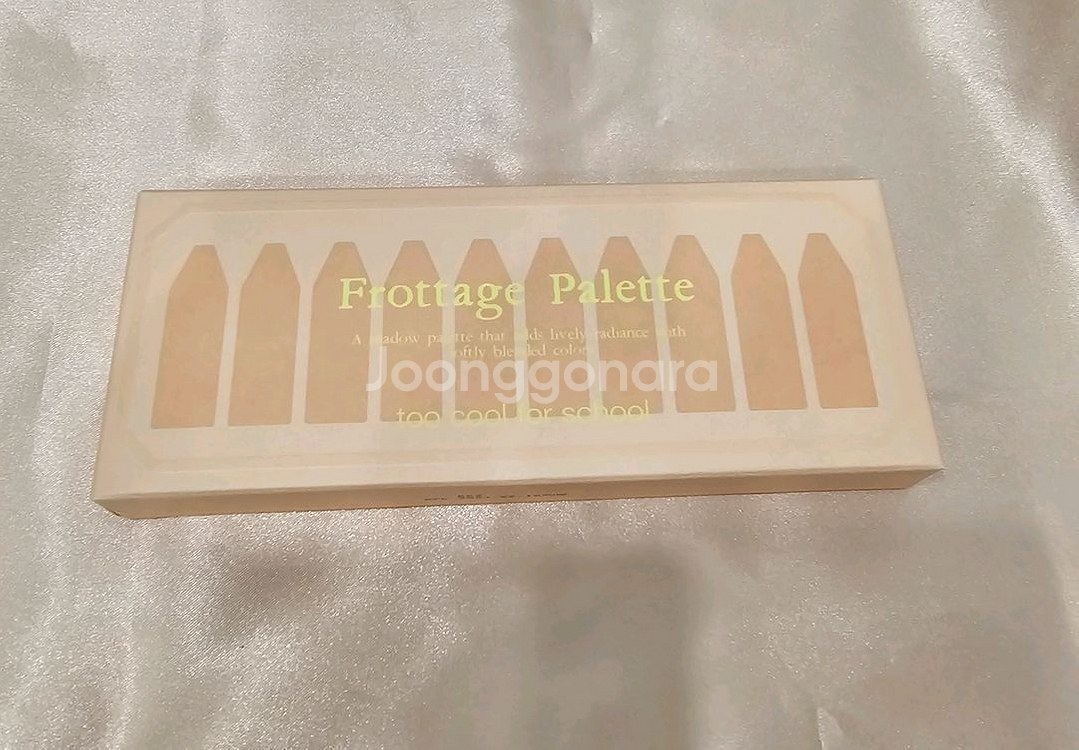 Frottage Palette
A shadow palette that adds lively radiance with
softly blended color
Joonggonara
too cool for school